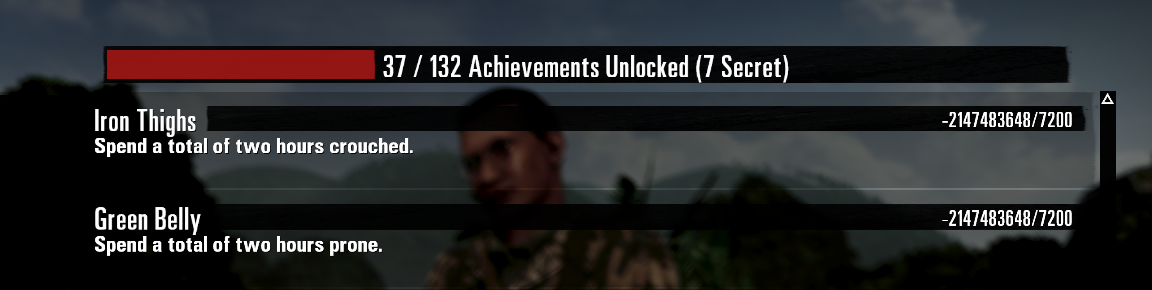 37 / 132 Achievements Unlocked (7 Secret)
Iron Thighs -2147483648/7200
Spend a total of two hours crouched.
Green Belly -2147483648/7200
Spend a total of two hours prone.